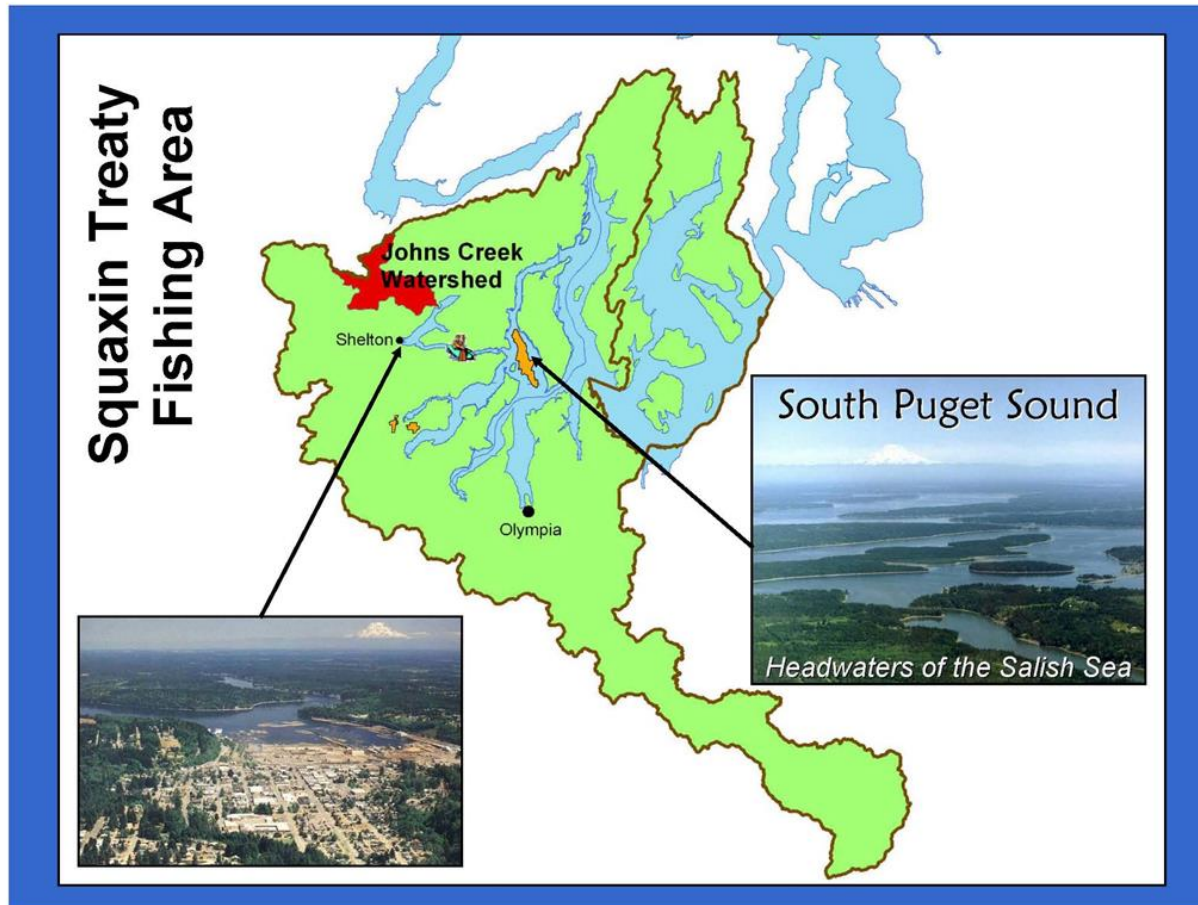 Squaxin Treaty
Fishing Area
Johns Creek
Watershed
Shelton
Olympia
South Puget Sound
Headwaters of the Salish Sea